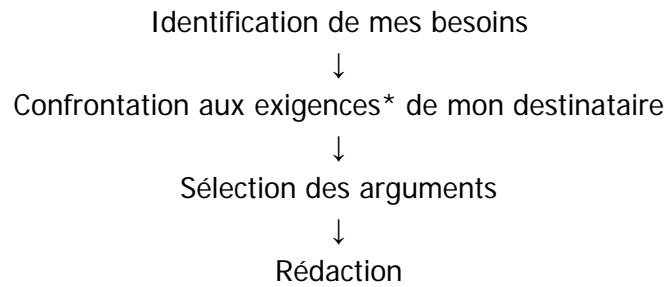 Identification de mes besoins
↓
Confrontation aux exigences* de mon destinataire
↓
Sélection des arguments
↓
Rédaction